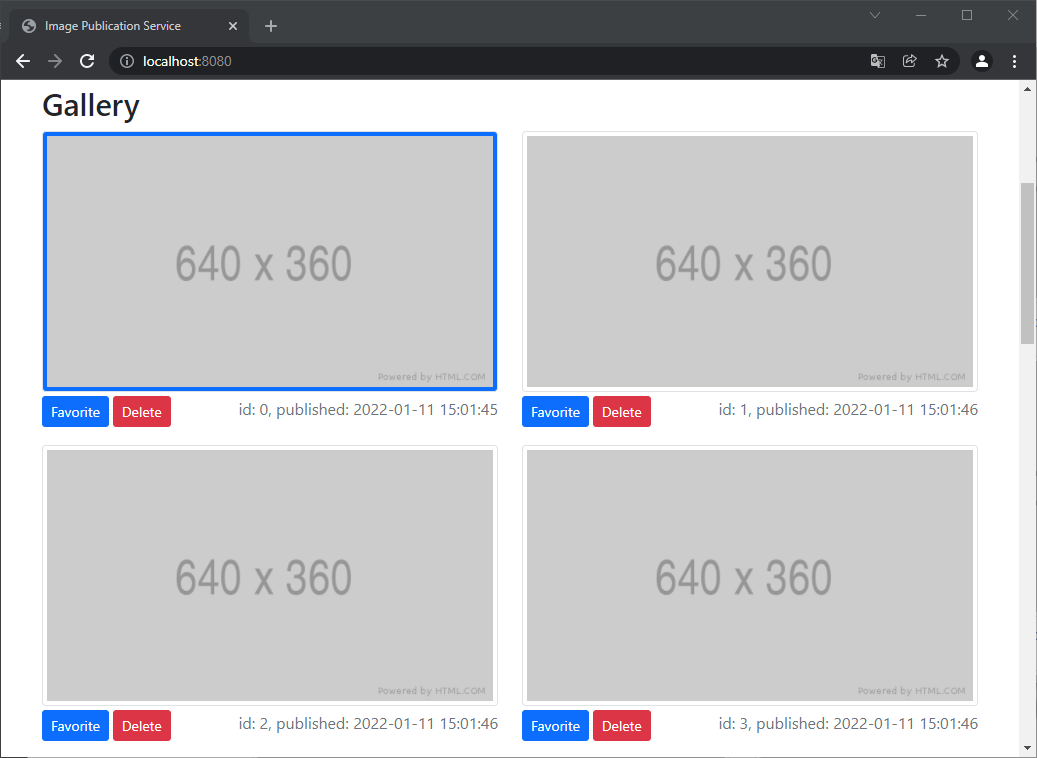 Image Publication Service
localhost:8080
Gallery
640 x 360
Powered by HTML.COM
Favorite Delete id: 0, published: 2022-01-11 15:01:45
640 x 360
Powered by HTML.COM
Favorite Delete id: 1, published: 2022-01-11 15:01:46
640 x 360
Powered by HTML.COM
Favorite Delete id: 2, published: 2022-01-11 15:01:46
640 x 360
Powered by HTML.COM
Favorite Delete id: 3, published: 2022-01-11 15:01:46